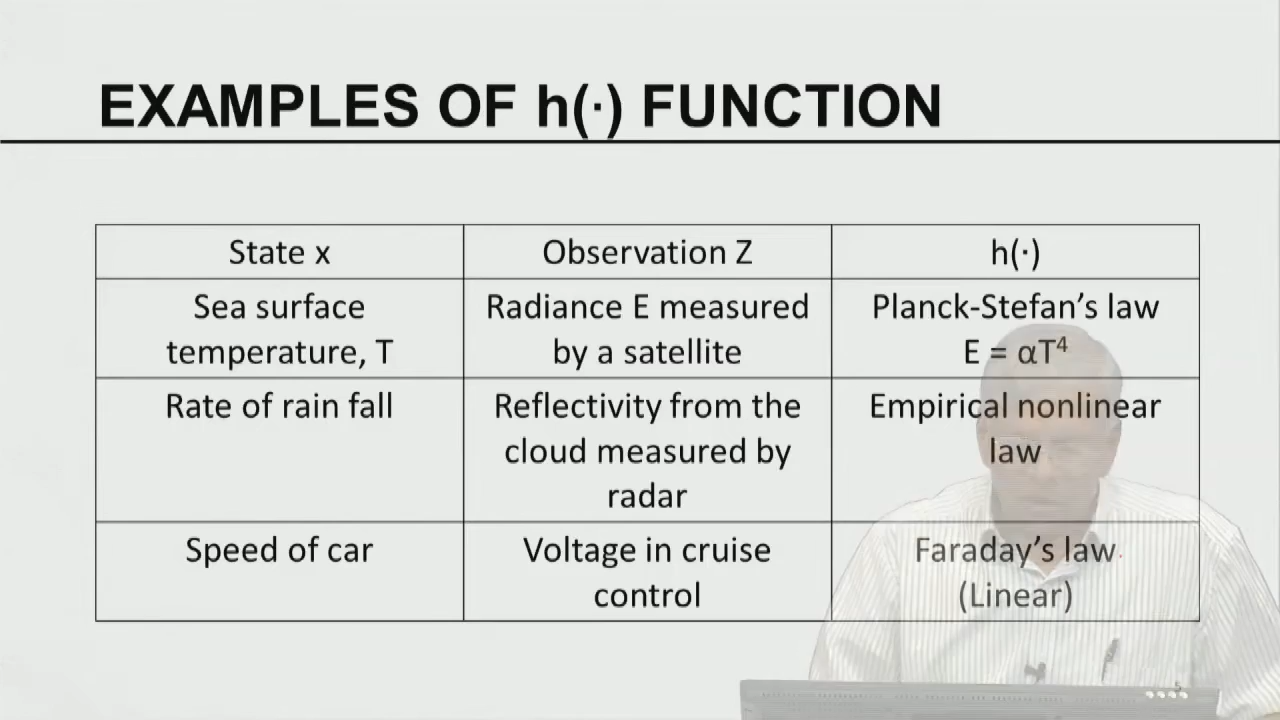 EXAMPLES OF h(·) FUNCTION
State x
Observation Z
h(·)
Sea surface
temperature, T
Radiance E measured
by a satellite
Planck-Stefan’s law
E = αT⁴
Rate of rain fall
Reflectivity from the
cloud measured by
radar
Empirical nonlinear
law
Speed of car
Voltage in cruise
control
Faraday’s law
(Linear)
5